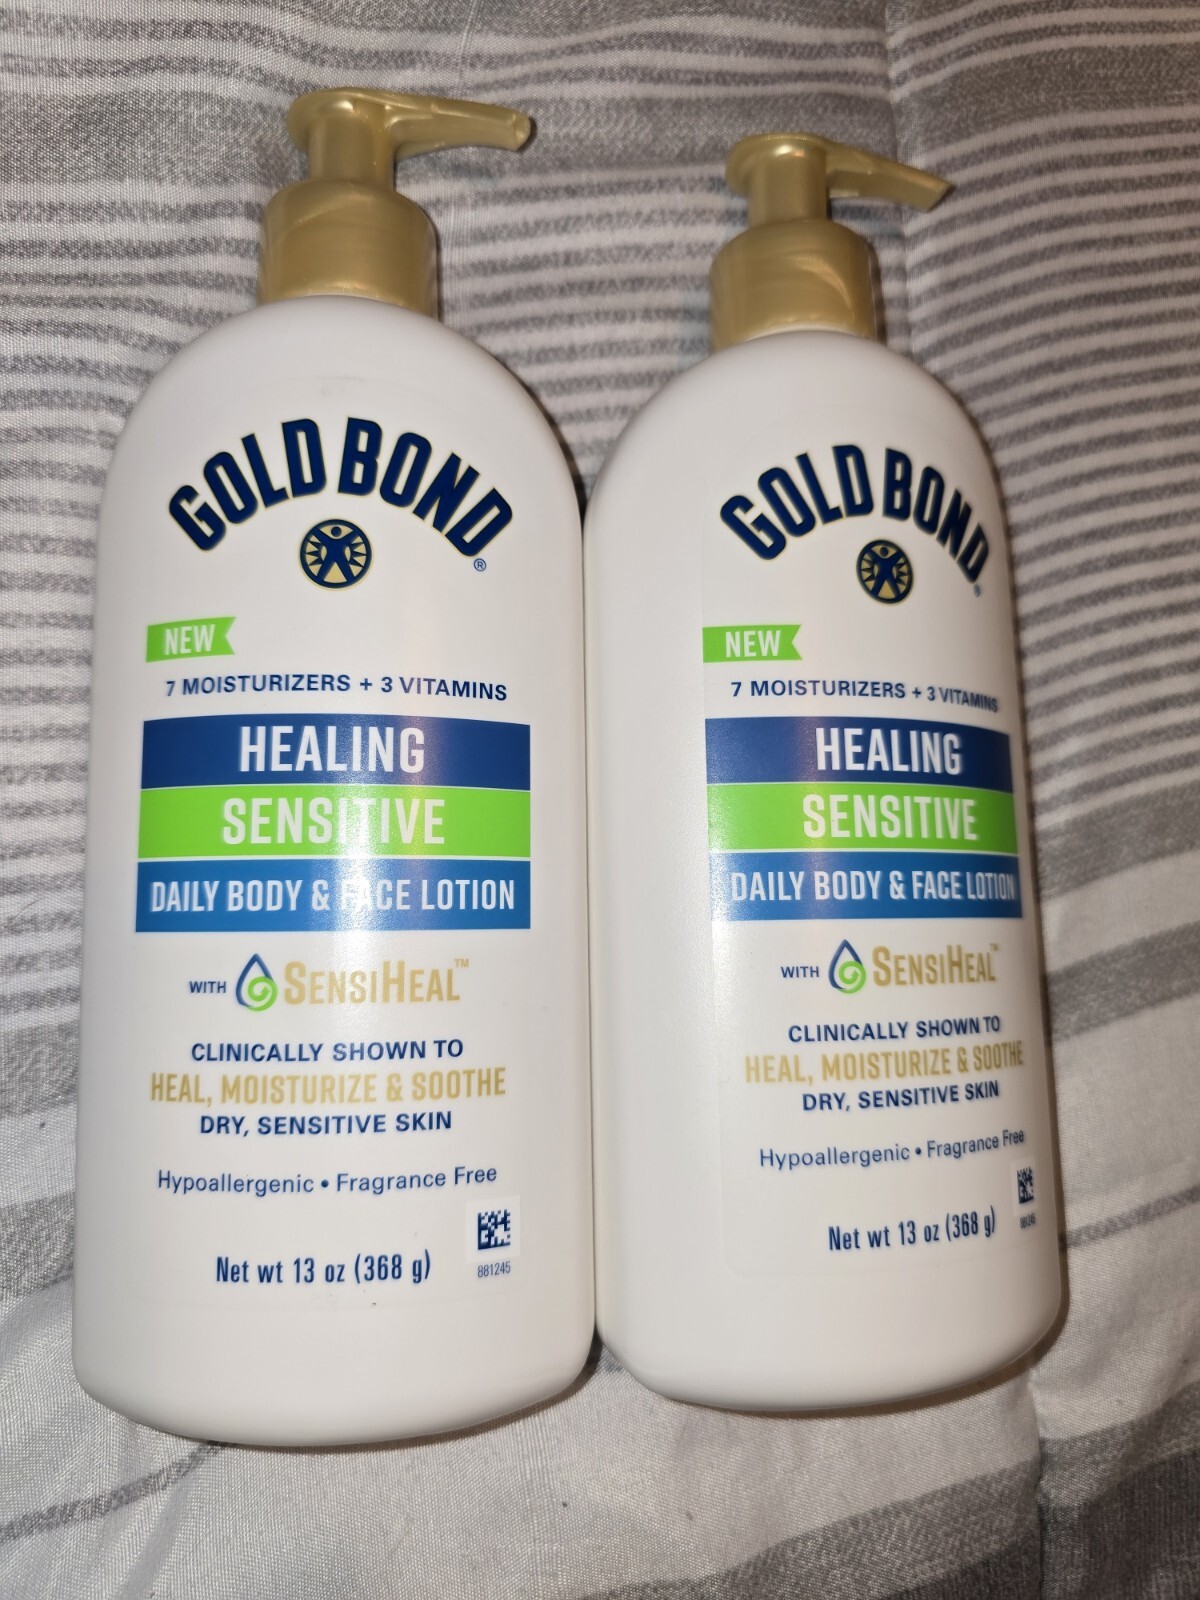 GOLD BOND®
NEW
7 MOISTURIZERS + 3 VITAMINS
HEALING
SENSITIVE
DAILY BODY & FACE LOTION
WITH SENSIHEAL™
CLINICALLY SHOWN TO
HEAL, MOISTURIZE & SOOTHE
DRY, SENSITIVE SKIN
Hypoallergenic • Fragrance Free
Net wt 13 oz (368 g)
881245
GOLD BOND®
NEW
7 MOISTURIZERS + 3 VITAMINS
HEALING
SENSITIVE
DAILY BODY & FACE LOTION
WITH SENSIHEAL™
CLINICALLY SHOWN TO
HEAL, MOISTURIZE & SOOTHE
DRY, SENSITIVE SKIN
Hypoallergenic • Fragrance Free
Net wt 13 oz (368 g)